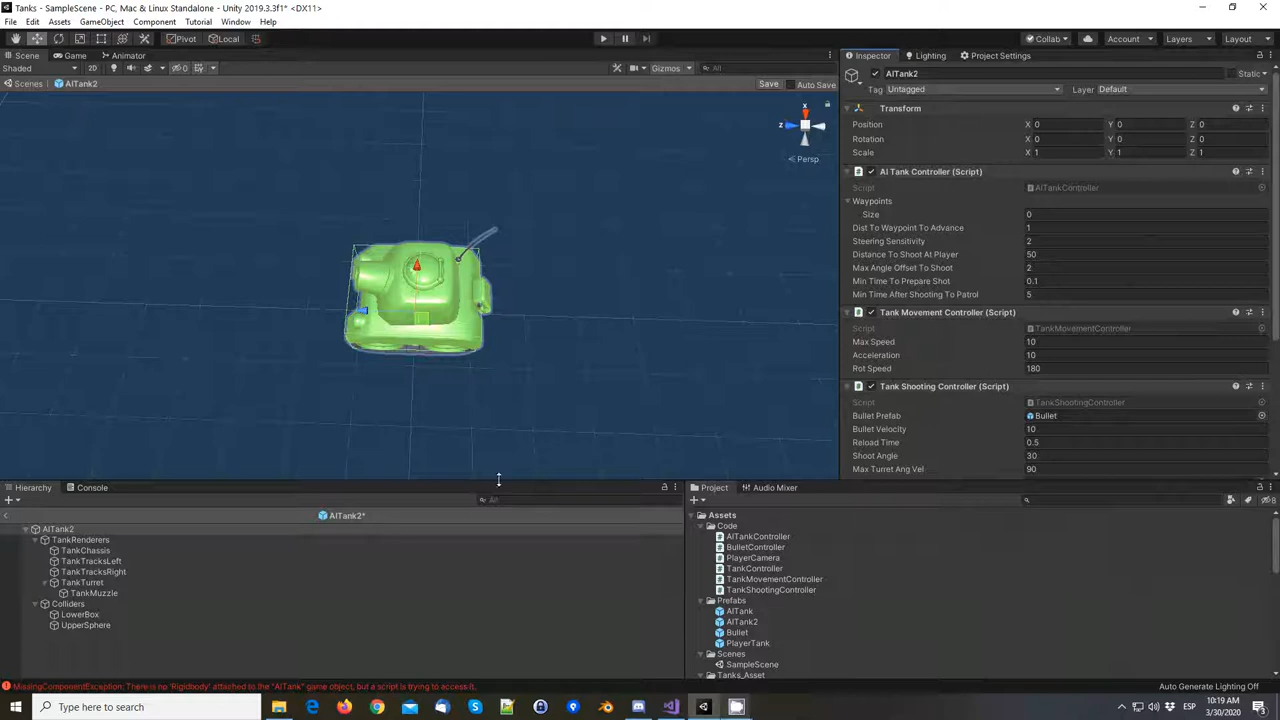 Tanks - SampleScene - PC, Mac & Linux Standalone - Unity 2019.3.3f1* <DX11>
File Edit Assets GameObject Component Tutorial Window Help
Pivot Local Collab Account Layers Layout
Scene Game Animator
Shaded 2D 0 Gizmos All
Scenes AITank2 Save Auto Save
x
z
Persp
Inspector Lighting Project Settings
AITank2 Static
Tag Untagged Layer Default
Transform
Position X 0 Y 0 Z 0
Rotation X 0 Y 0 Z 0
Scale X 1 Y 1 Z 1
AI Tank Controller (Script)
Script AITankController
Waypoints
Size 0
Dist To Waypoint To Advance 1
Steering Sensitivity 2
Distance To Shoot At Player 50
Max Angle Offset To Shoot 2
Min Time To Prepare Shot 0.1
Min Time After Shooting To Patrol 5
Tank Movement Controller (Script)
Script TankMovementController
Max Speed 10
Acceleration 10
Rot Speed 180
Tank Shooting Controller (Script)
Script TankShootingController
Bullet Prefab Bullet
Bullet Velocity 10
Reload Time 0.5
Shoot Angle 30
Max Turret Ang Vel 90
Hierarchy Console
All
AITank2*
AITank2
TankRenderers
TankChassis
TankTracksLeft
TankTracksRight
TankTurret
TankMuzzle
Colliders
LowerBox
UpperSphere
Project Audio Mixer
8
Assets
Code
AITankController
BulletController
PlayerCamera
TankController
TankMovementController
TankShootingController
Prefabs
AITank
AITank2
Bullet
PlayerTank
Scenes
SampleScene
Tanks_Asset
MissingComponentException: There is no 'Rigidbody' attached to the "AITank" game object, but a script is trying to access it.
Auto Generate Lighting Off
Type here to search
ESP
10:19 AM
3/30/2020